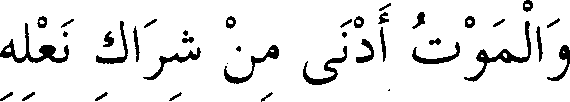 وَالْمَوْتُ أَدْنَى مِنْ شِرَاكِ نَعْلِهِ